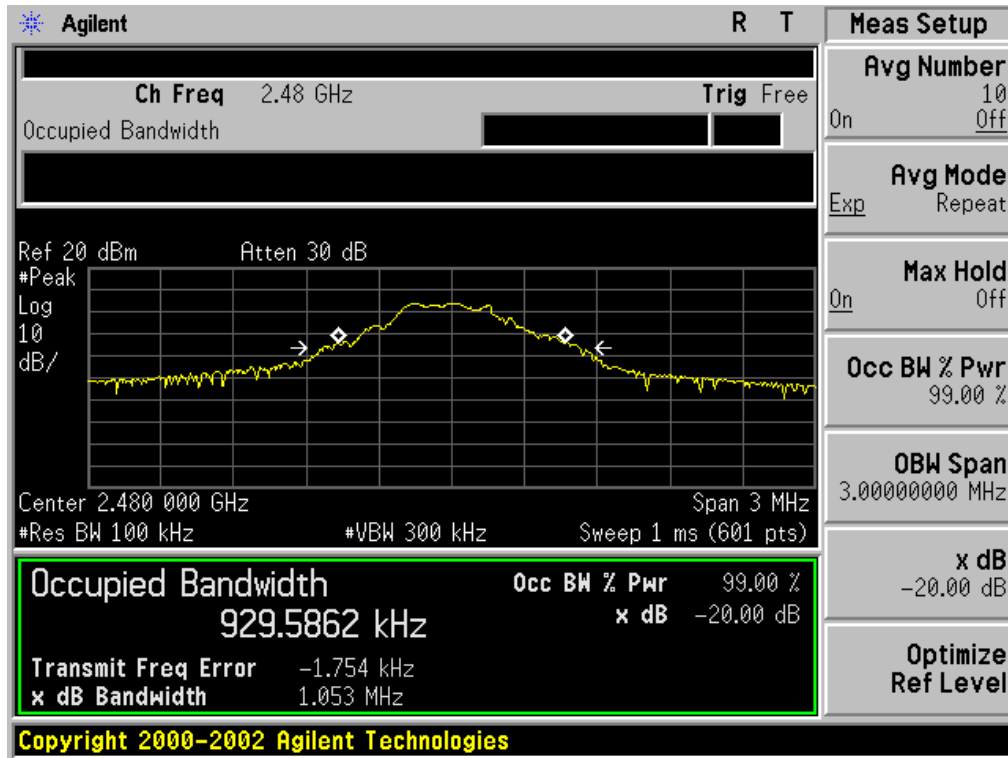 Agilent R T
Ch Freq 2.48 GHz Trig Free
Occupied Bandwidth
Ref 20 dBm Atten 30 dB
#Peak
Log
10
dB/
Center 2.480 000 GHz Span 3 MHz
#Res BW 100 kHz #VBW 300 kHz Sweep 1 ms (601 pts)
Occupied Bandwidth Occ BW % Pwr 99.00 %
929.5862 kHz x dB -20.00 dB
Transmit Freq Error -1.754 kHz
x dB Bandwidth 1.053 MHz
Copyright 2000-2002 Agilent Technologies
Meas Setup
Avg Number
10
On Off
Avg Mode
Exp Repeat
Max Hold
On Off
Occ BW % Pwr
99.00 %
OBW Span
3.00000000 MHz
x dB
-20.00 dB
Optimize
Ref Level